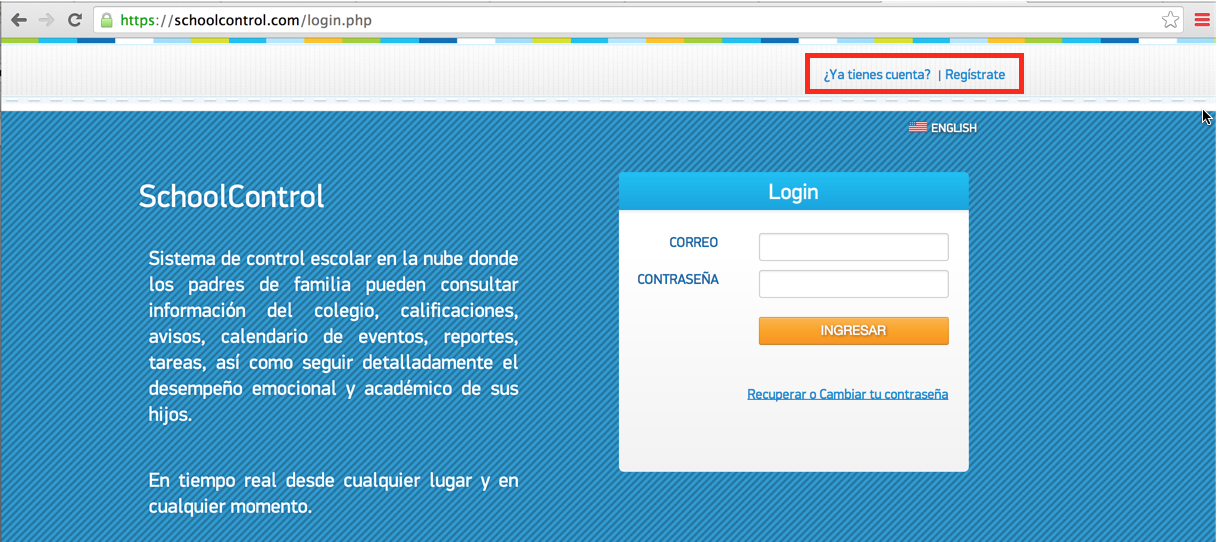 https://schoolcontrol.com/login.php
¿Ya tienes cuenta? | Regístrate
ENGLISH
SchoolControl
Sistema de control escolar en la nube donde
los padres de familia pueden consultar
información del colegio, calificaciones,
avisos, calendario de eventos, reportes,
tareas, así como seguir detalladamente el
desempeño emocional y académico de sus
hijos.
En tiempo real desde cualquier lugar y en
cualquier momento.
Login
CORREO
CONTRASEÑA
INGRESAR
Recuperar o Cambiar tu contraseña